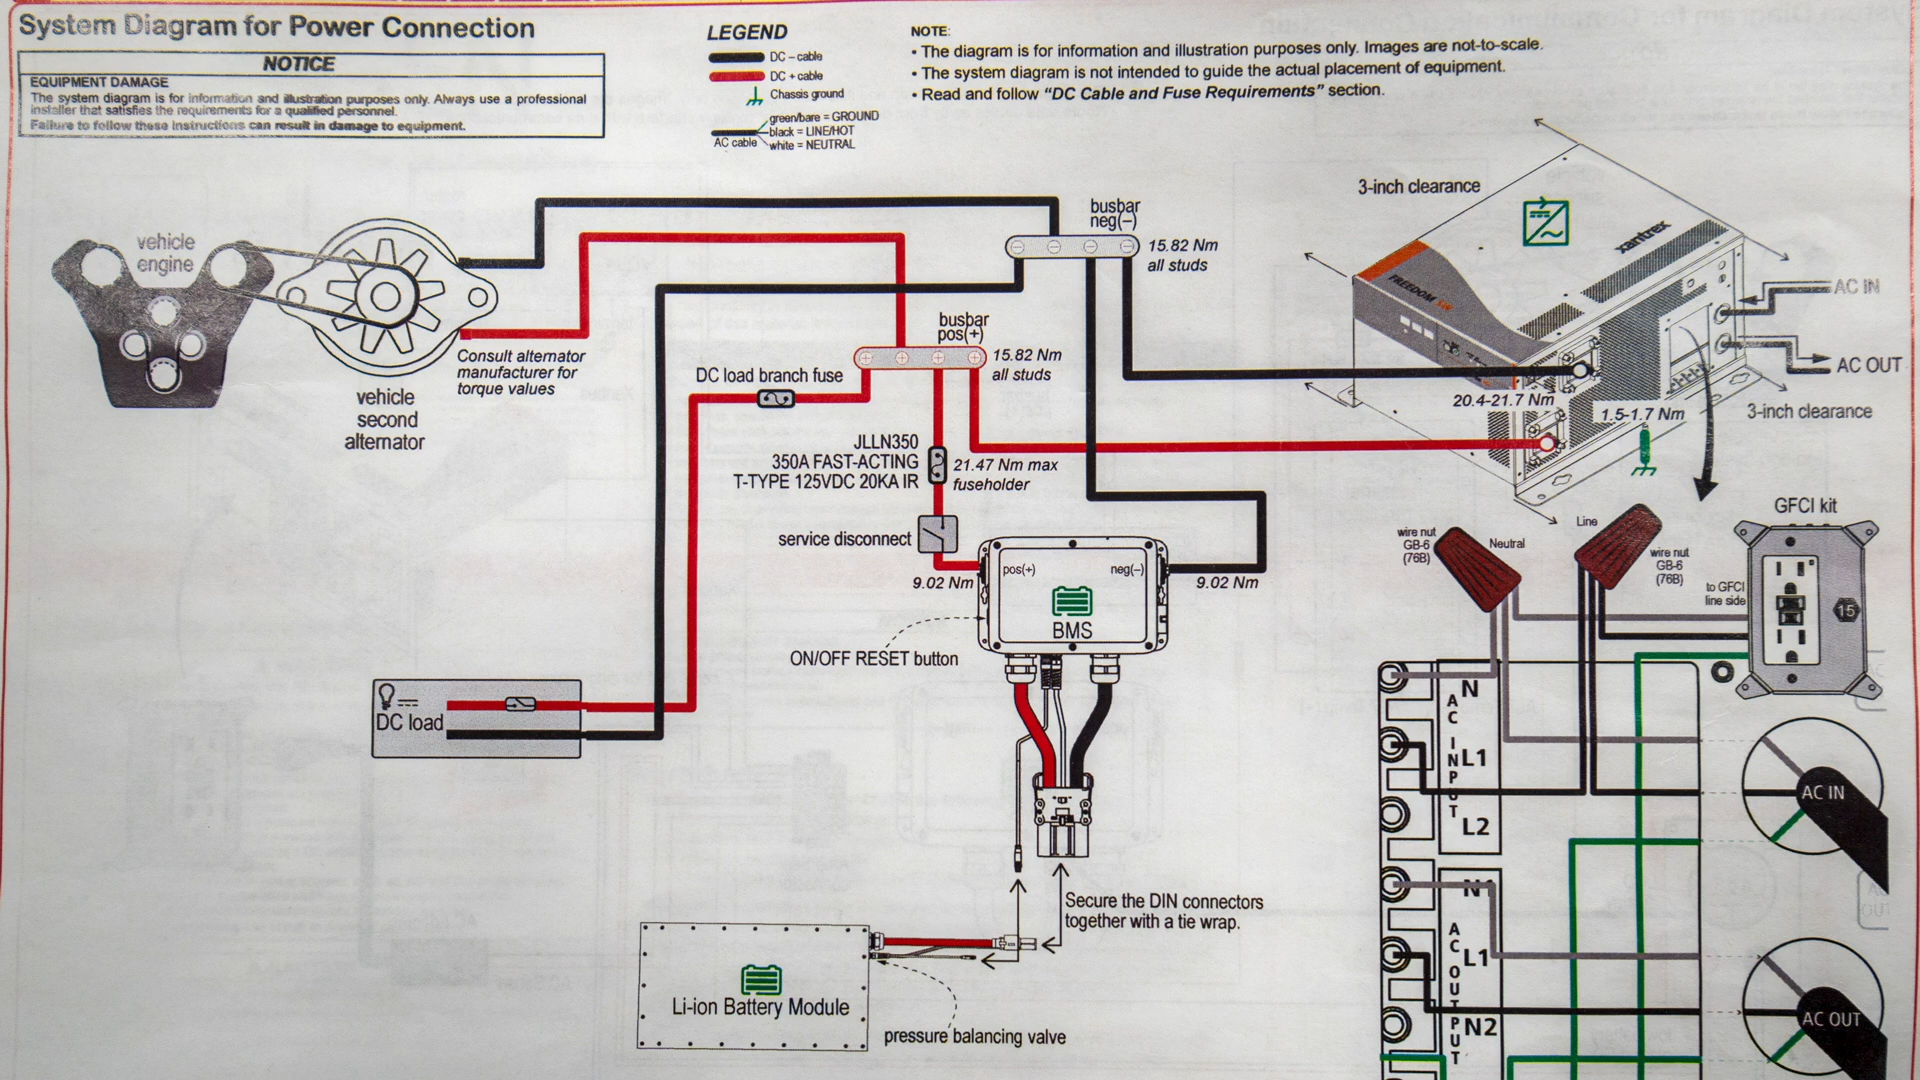 System Diagram for Power Connection
NOTICE
EQUIPMENT DAMAGE
The system diagram is for information and illustration purposes only. Always use a professional
installer that satisfies the requirements for a qualified personnel.
Failure to follow these instructions can result in damage to equipment.
LEGEND
DC – cable
DC + cable
Chassis ground
green/bare = GROUND
black = LINE/HOT
AC cable white = NEUTRAL
NOTE:
• The diagram is for information and illustration purposes only. Images are not-to-scale.
• The system diagram is not intended to guide the actual placement of equipment.
• Read and follow "DC Cable and Fuse Requirements" section.
vehicle
engine
Consult alternator
manufacturer for
torque values
vehicle
second
alternator
busbar
neg(–)
15.82 Nm
all studs
busbar
pos(+)
15.82 Nm
all studs
DC load branch fuse
JLLN350
350A FAST-ACTING
T-TYPE 125VDC 20KA IR
21.47 Nm max
fuseholder
service disconnect
9.02 Nm
pos(+)
neg(–)
9.02 Nm
BMS
ON/OFF RESET button
DC load
Secure the DIN connectors
together with a tie wrap.
Li-ion Battery Module
pressure balancing valve
3-inch clearance
xantrex
FREEDOM
AC IN
AC OUT
20.4-21.7 Nm
1.5-1.7 Nm
3-inch clearance
GFCI kit
wire nut
GB-6
(76B)
Neutral
Line
wire nut
GB-6
(76B)
to GFCI
line side
15
N
AC INPUT
L1
L2
AC IN
N
AC OUTPUT
L1
N2
AC OUT